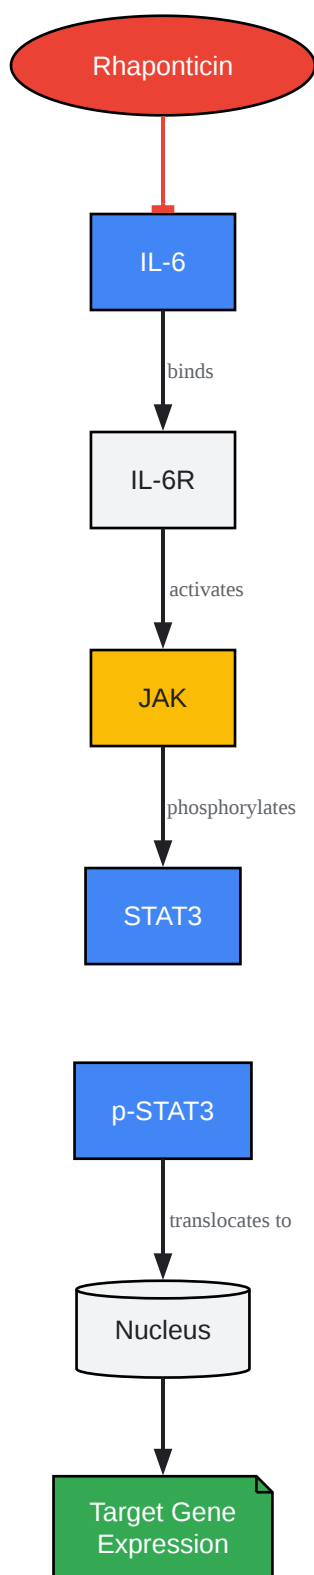 Rhaponticin
IL-6
binds
IL-6R
activates
JAK
phosphorylates
STAT3
p-STAT3
translocates to
Nucleus
Target Gene
Expression